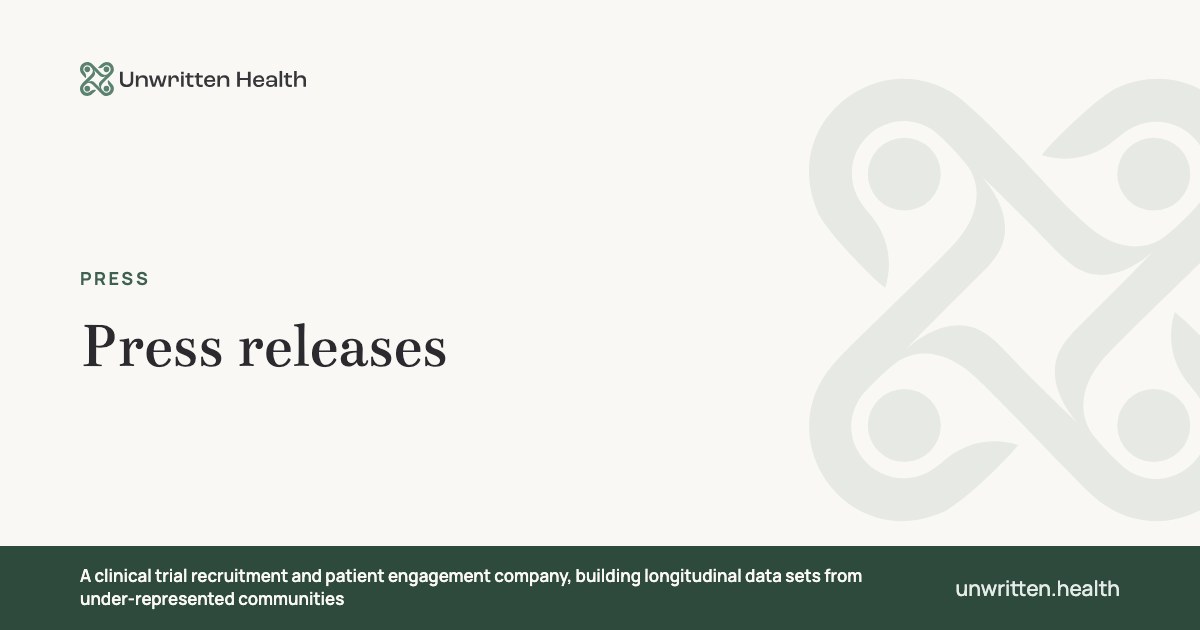 Unwritten Health
PRESS
Press releases
A clinical trial recruitment and patient engagement company, building longitudinal data sets from
under-represented communities
unwritten.health